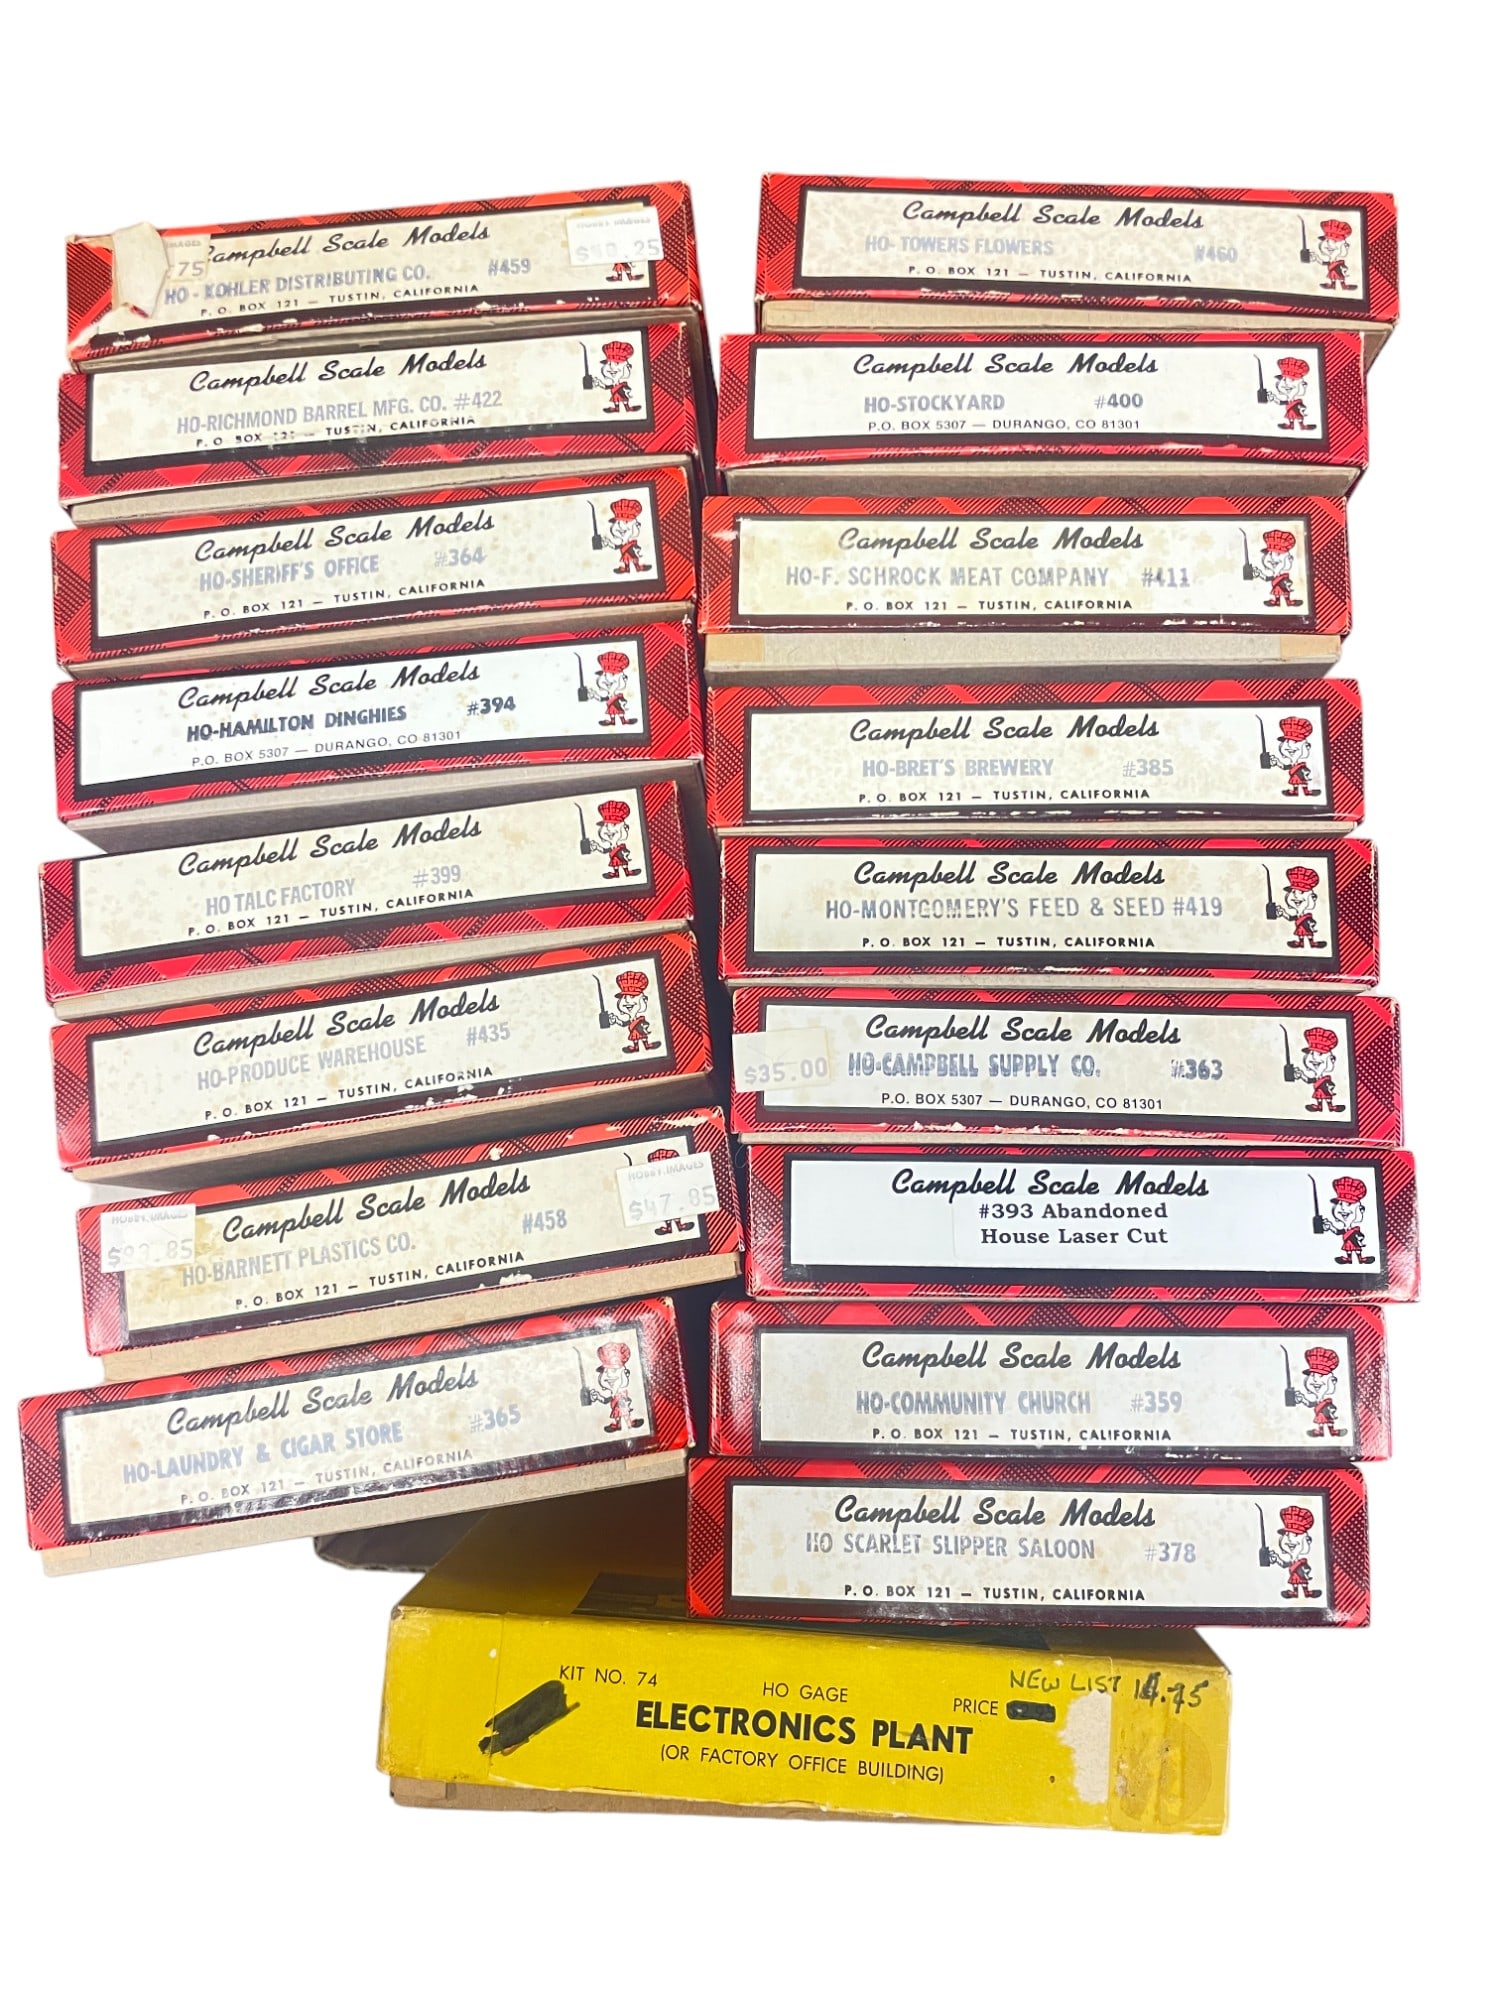 Campbell Scale Models
HO - KOHLER DISTRIBUTING CO. #459
P. O. BOX 121 — TUSTIN, CALIFORNIA
IMAGES
.75
HOBBY IMAGES
Campbell Scale Models
HO-RICHMOND BARREL MFG. CO. #422
P. O. BOX 121 — TUSTIN, CALIFORNIA
Campbell Scale Models
HO-SHERIFF'S OFFICE #364
P. O. BOX 121 — TUSTIN, CALIFORNIA
Campbell Scale Models
HO-HAMILTON DINGHIES #394
P.O. BOX 5307 — DURANGO, CO 81301
Campbell Scale Models
HO TALC FACTORY #399
P. O. BOX 121 — TUSTIN, CALIFORNIA
Campbell Scale Models
HO-PRODUCE WAREHOUSE #435
P. O. BOX 121 — TUSTIN, CALIFORNIA
HOBBY IMAGES
HOBBY IMAGES
$47.85
Campbell Scale Models
HO-BARNETT PLASTICS CO. #458
P. O. BOX 121 — TUSTIN, CALIFORNIA
Campbell Scale Models
HO-LAUNDRY & CIGAR STORE #365
P. O. BOX 121 — TUSTIN, CALIFORNIA
Campbell Scale Models
HO- TOWERS FLOWERS #460
P. O. BOX 121 — TUSTIN, CALIFORNIA
Campbell Scale Models
HO-STOCKYARD #400
P.O. BOX 5307 — DURANGO, CO 81301
Campbell Scale Models
HO-F. SCHROCK MEAT COMPANY #411
P. O. BOX 121 — TUSTIN, CALIFORNIA
Campbell Scale Models
HO-BRET'S BREWERY #385
P. O. BOX 121 — TUSTIN, CALIFORNIA
Campbell Scale Models
HO-MONTGOMERY'S FEED & SEED #419
P. O. BOX 121 — TUSTIN, CALIFORNIA
Campbell Scale Models
$35.00 HO-CAMPBELL SUPPLY CO. #363
P.O. BOX 5307 — DURANGO, CO 81301
Campbell Scale Models
#393 Abandoned
House Laser Cut
Campbell Scale Models
HO-COMMUNITY CHURCH #359
P. O. BOX 121 — TUSTIN, CALIFORNIA
Campbell Scale Models
HO SCARLET SLIPPER SALOON #378
P. O. BOX 121 — TUSTIN, CALIFORNIA
KIT NO. 74 HO GAGE PRICE NEW LIST
ELECTRONICS PLANT
(OR FACTORY OFFICE BUILDING)